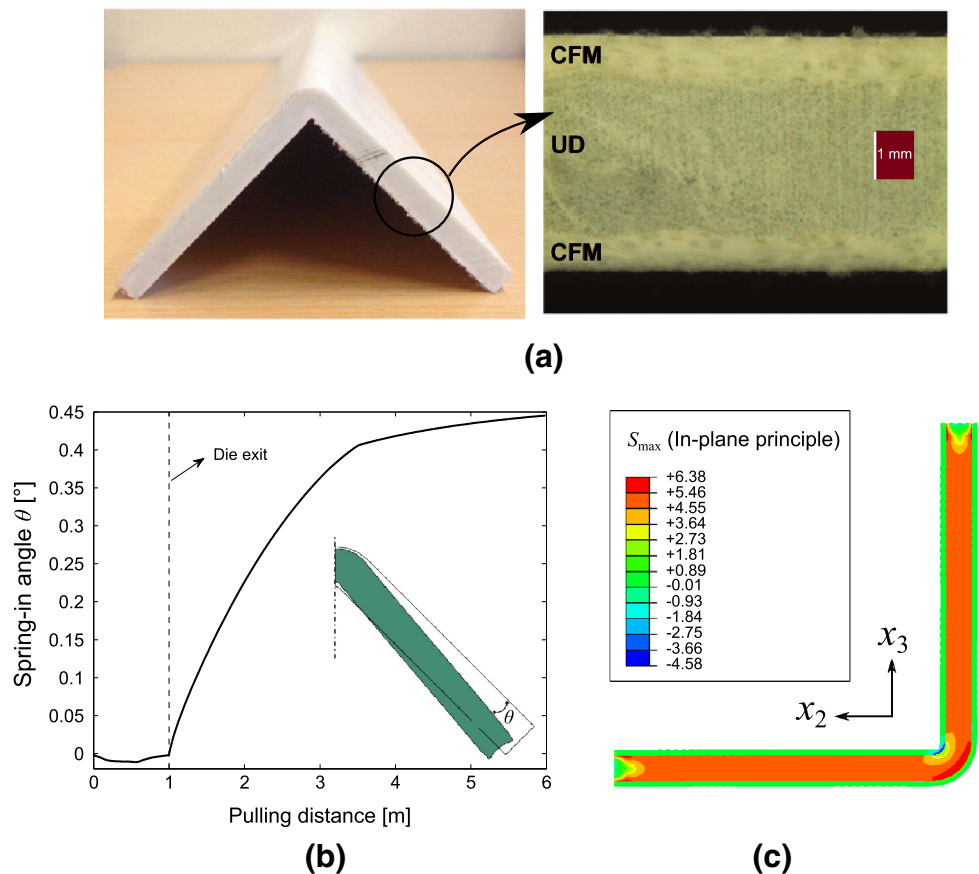 CFM
UD
1 mm
CFM
(a)
0.45
0.4
0.35
0.3
0.25
0.2
0.15
0.1
0.05
0
Spring-in angle θ [°]
Die exit
θ
0 1 2 3 4 5 6
Pulling distance [m]
(b)
S max (In-plane principle)
+6.38
+5.46
+4.55
+3.64
+2.73
+1.81
+0.89
-0.01
-0.93
-1.84
-2.75
-3.66
-4.58
x3
x2
(c)